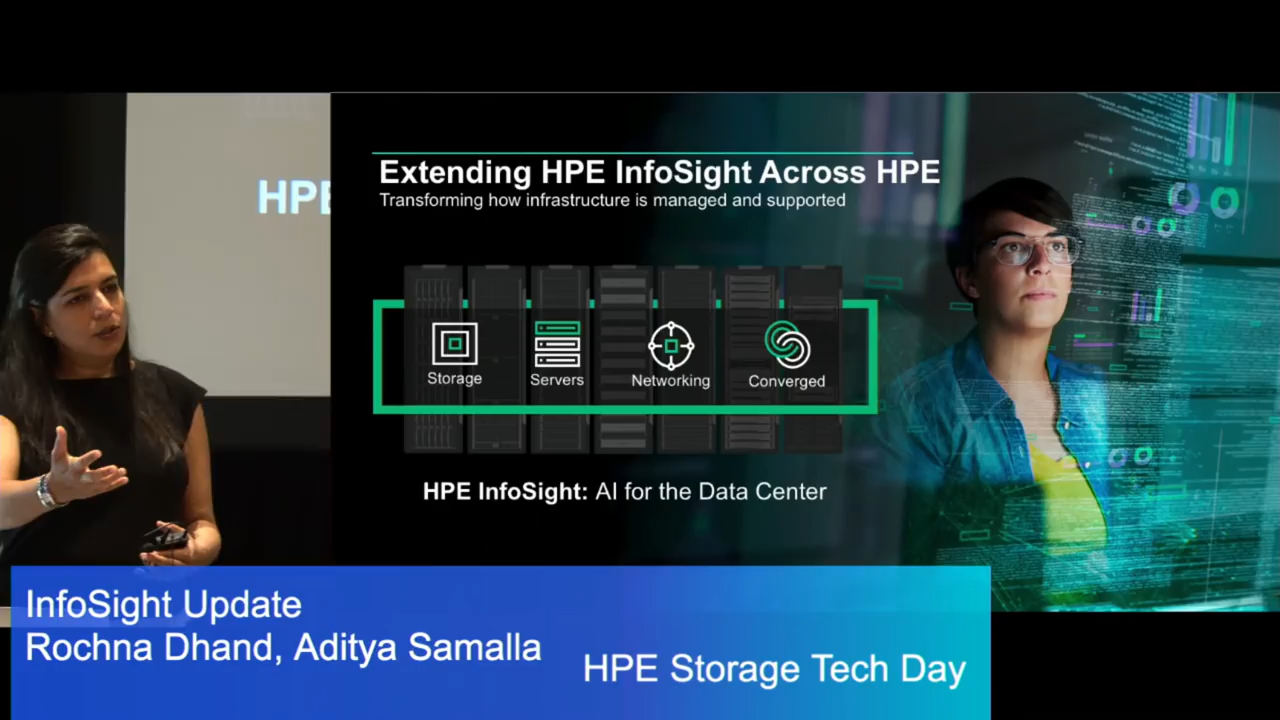 HPE
Extending HPE InfoSight Across HPE
Transforming how infrastructure is managed and supported
Storage
Servers
Networking
Converged
HPE InfoSight: AI for the Data Center
InfoSight Update
Rochna Dhand, Aditya Samalla
HPE Storage Tech Day